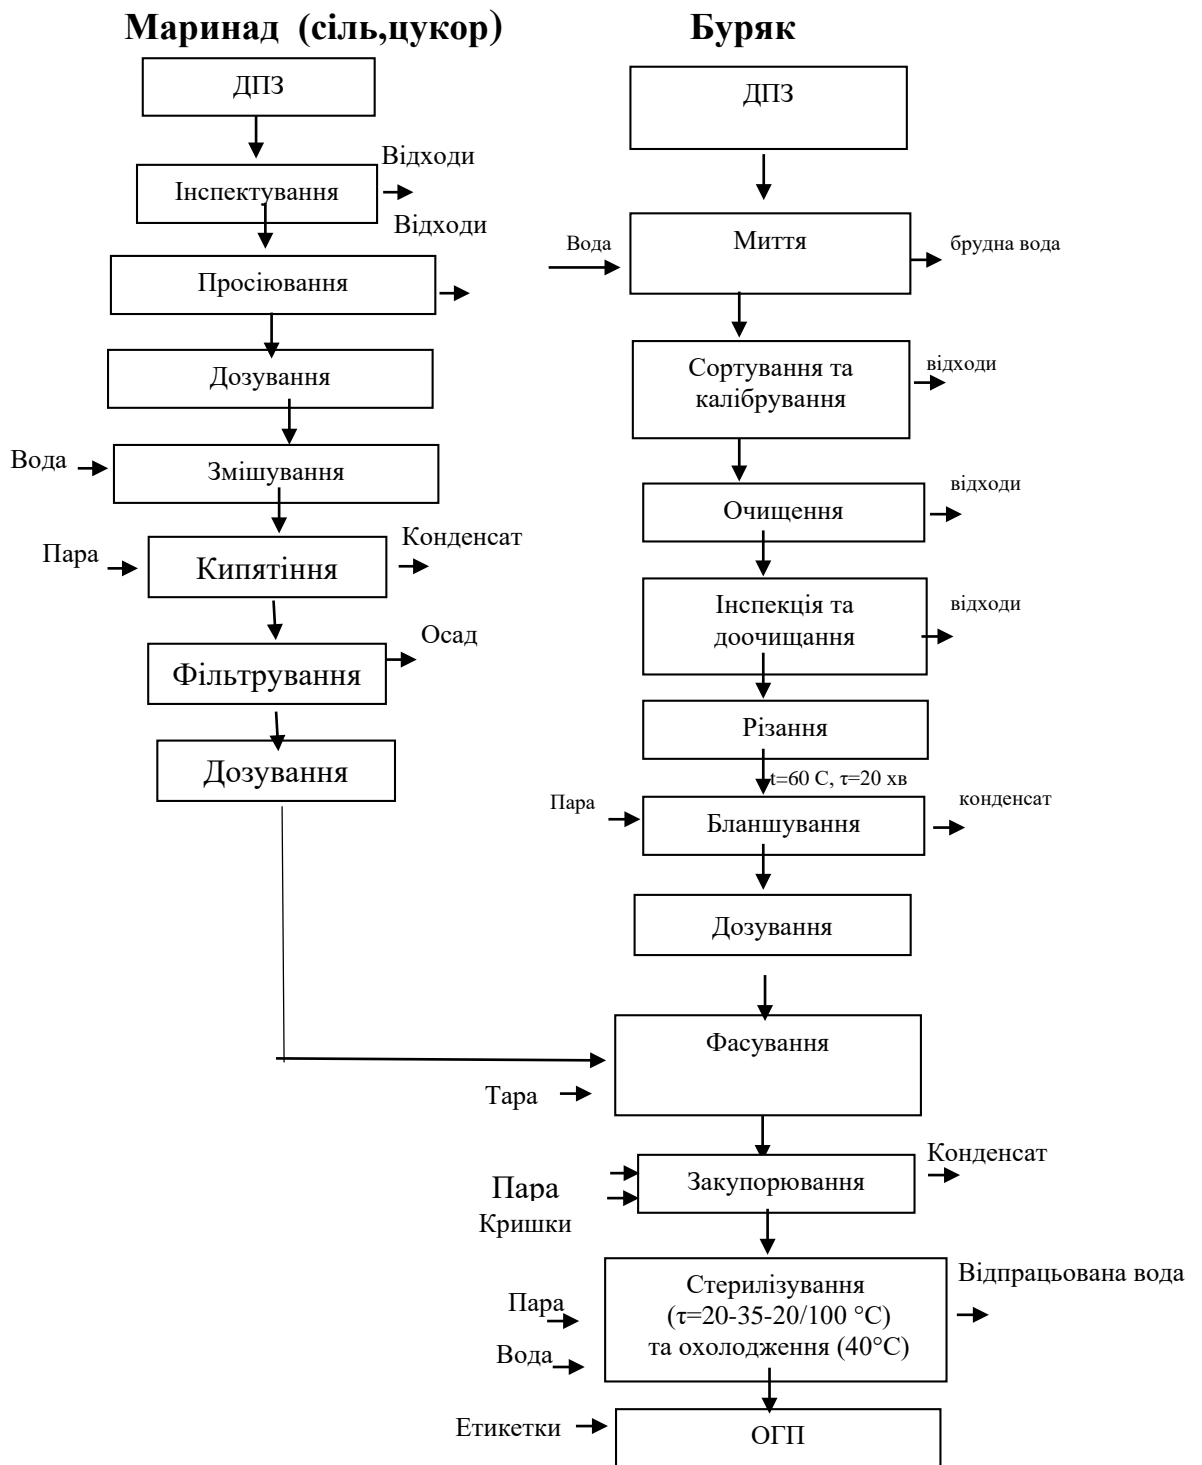 Маринад (сіль,цукор)
ДПЗ
Відходи
Інспектування
Відходи
Просіювання
Дозування
Вода
Змішування
Пара
Конденсат
Кипятіння
Осад
Фільтрування
Дозування
Буряк
ДПЗ
Вода
Миття
брудна вода
Сортування та
калібрування
відходи
відходи
Очищення
Інспекція та
доочищання
відходи
Різання
t=60 С, τ=20 хв
Пара
Бланшування
конденсат
Дозування
Фасування
Тара
Конденсат
Закупорювання
Пара
Кришки
Стерилізування
(τ=20-35-20/100 °С)
та охолодження (40°С)
Відпрацьована вода
Пара
Вода
Етикетки
ОГП